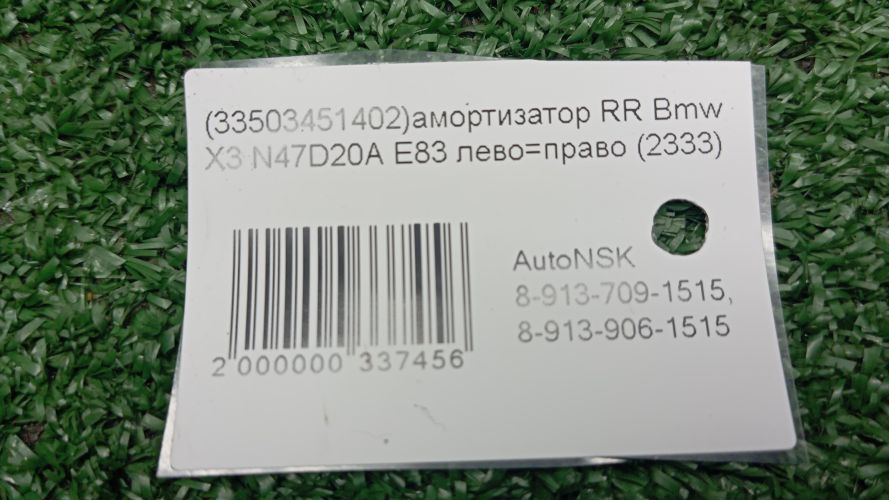 (33503451402)амортизатор RR Bmw
X3 N47D20A E83 лево=право (2333)
AutoNSK
8-913-709-1515,
8-913-906-1515
2 000000 337456